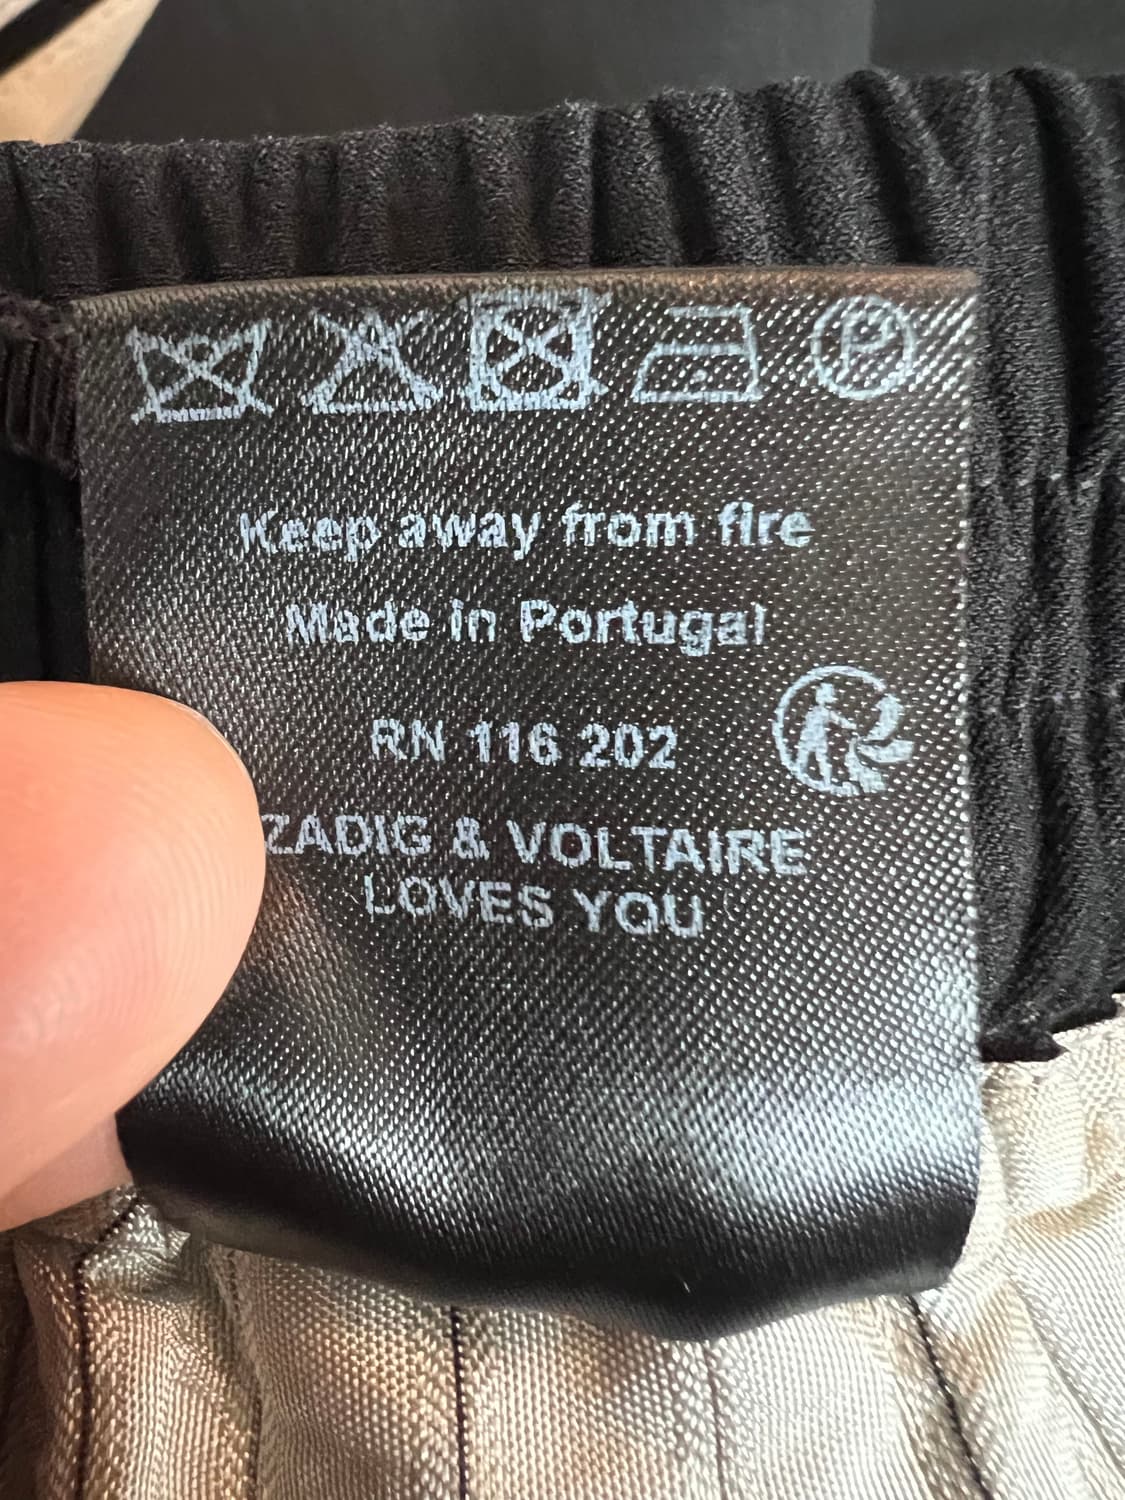 P
Keep away from fire
Made in Portugal
RN 116 202
ZADIG & VOLTAIRE
LOVES YOU